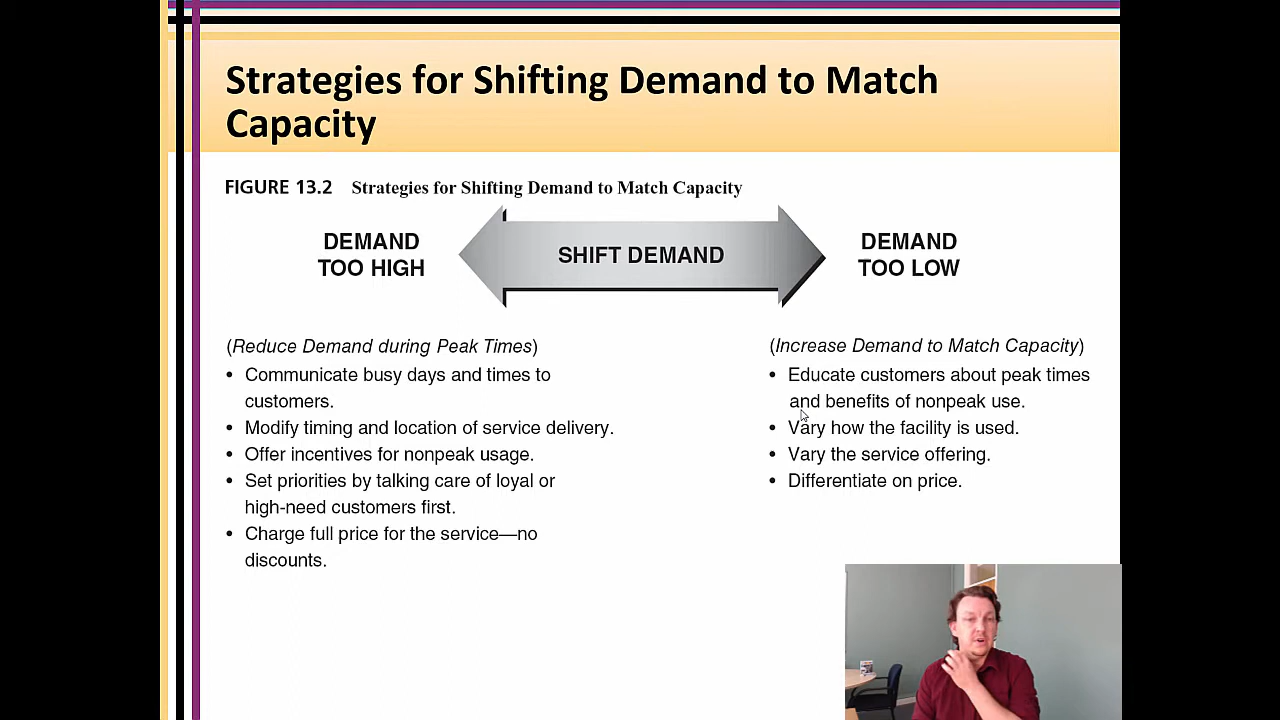 Strategies for Shifting Demand to Match
Capacity
FIGURE 13.2 Strategies for Shifting Demand to Match Capacity
DEMAND
TOO HIGH
SHIFT DEMAND
DEMAND
TOO LOW
(Reduce Demand during Peak Times)
• Communicate busy days and times to
customers.
• Modify timing and location of service delivery.
• Offer incentives for nonpeak usage.
• Set priorities by talking care of loyal or
high-need customers first.
• Charge full price for the service—no
discounts.
(Increase Demand to Match Capacity)
• Educate customers about peak times
and benefits of nonpeak use.
• Vary how the facility is used.
• Vary the service offering.
• Differentiate on price.